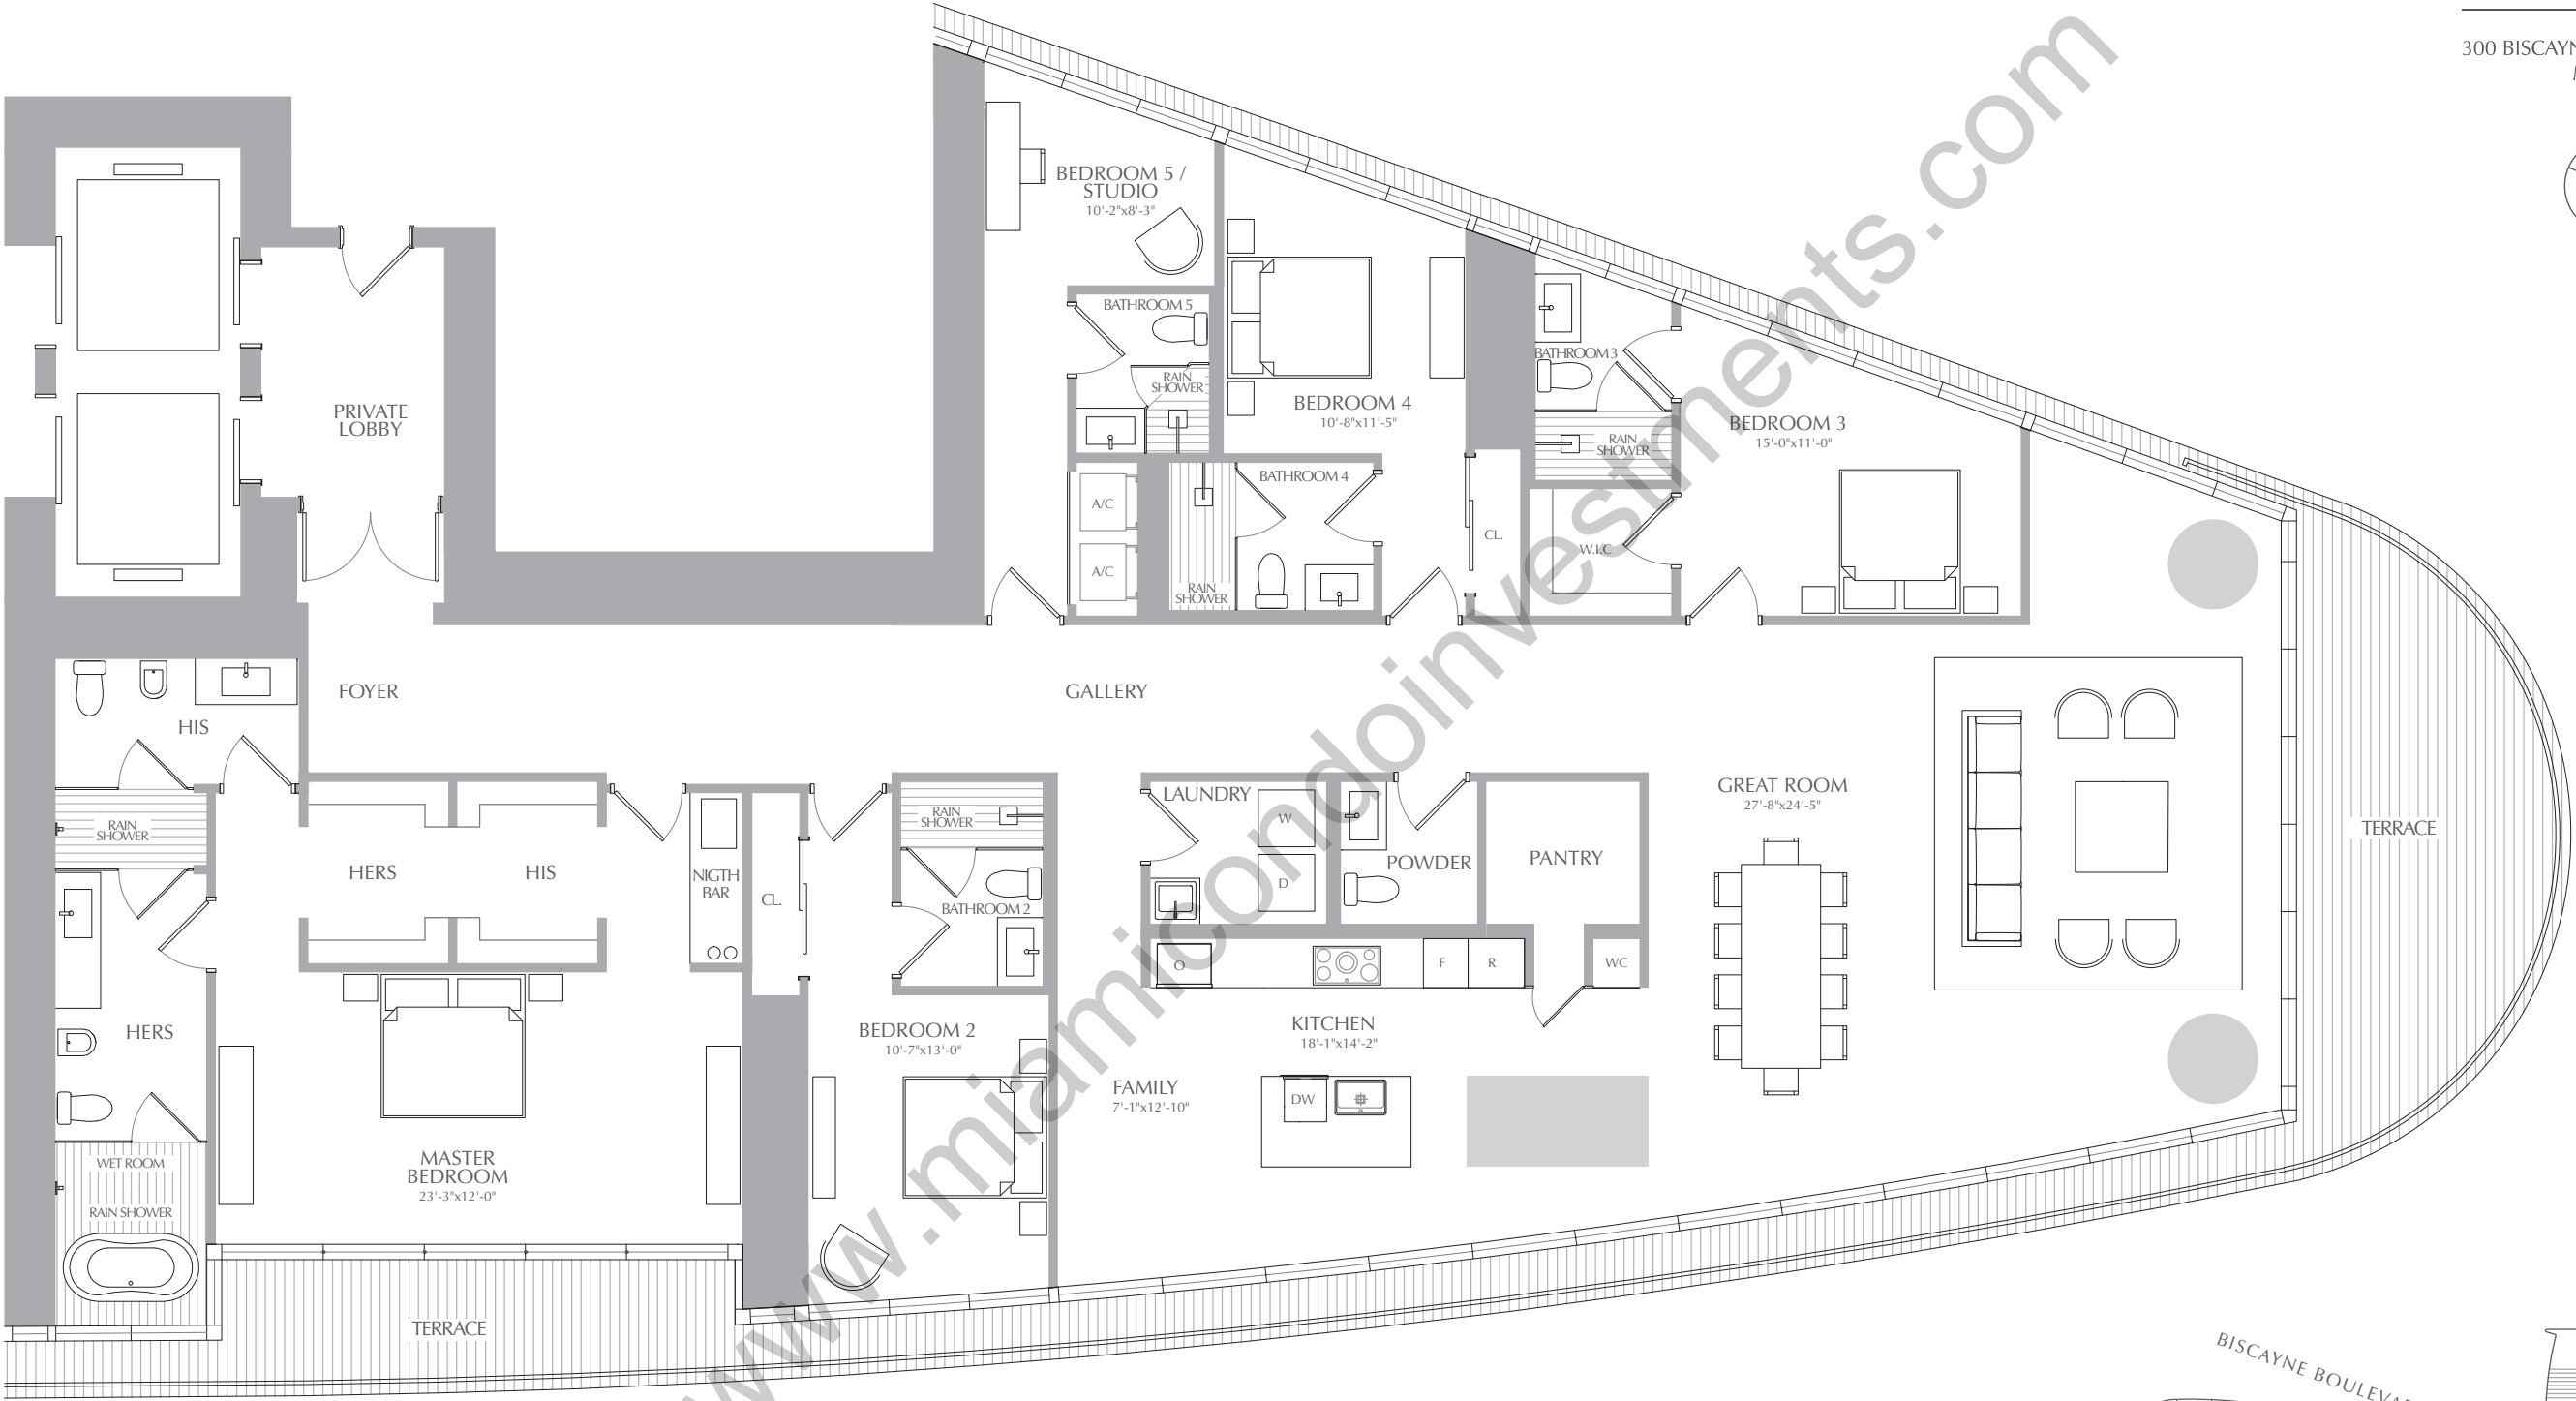 300 BISCAYN
BEDROOM 5 /
STUDIO
10'-2"x8'-3"
BATHROOM 5
RAIN
SHOWER
BEDROOM 4
10'-8"x11'-5"
BATHROOM 3
RAIN
SHOWER
BEDROOM 3
15'-0"x11'-0"
PRIVATE
LOBBY
A/C
A/C
BATHROOM 4
RAIN
SHOWER
CL.
W.I.C
HIS
FOYER
GALLERY
RAIN
SHOWER
HERS
HIS
NIGTH
BAR
CL.
RAIN
SHOWER
BATHROOM 2
LAUNDRY
W
D
POWDER
PANTRY
GREAT ROOM
27'-8"x24'-5"
TERRACE
O
F
R
WC
HERS
BEDROOM 2
10'-7"x13'-0"
KITCHEN
18'-1"x14'-2"
FAMILY
7'-1"x12'-10"
DW
WET ROOM
RAIN SHOWER
MASTER
BEDROOM
23'-3"x12'-0"
TERRACE
BISCAYNE BOULEVA
www.miamicondoinvestments.com